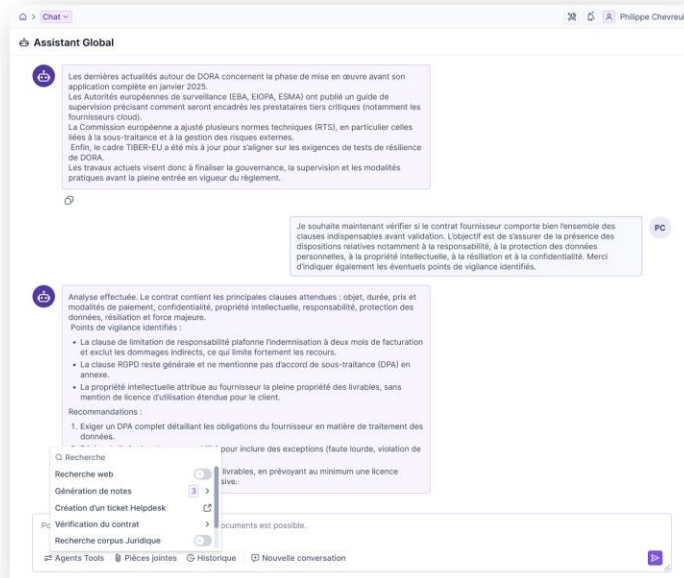 Chat
Philippe Chevreul
Assistant Global
Les dernières actualités autour de DORA concernent la phase de mise en œuvre avant son
application complète en janvier 2025.
Les Autorités européennes de surveillance (EBA, EIOPA, ESMA) ont publié un guide de
supervision précisant comment seront encadrés les prestataires tiers critiques (notamment les
fournisseurs cloud).
La Commission européenne a ajusté plusieurs normes techniques (RTS), en particulier celles
liées à la sous-traitance et à la gestion des risques externes.
Enfin, le cadre TIBER-EU a été mis à jour pour s'aligner sur les exigences de tests de résilience
de DORA.
Les travaux actuels visent donc à finaliser la gouvernance, la supervision et les modalités
pratiques avant la pleine entrée en vigueur du règlement.
Je souhaite maintenant vérifier si le contrat fournisseur comporte bien l'ensemble des
clauses indispensables avant validation. L'objectif est de s'assurer de la présence des
dispositions relatives notamment à la responsabilité, à la protection des données
personnelles, à la propriété intellectuelle, à la résiliation et à la confidentialité. Merci
d'indiquer également les éventuels points de vigilance identifiés.
PC
Analyse effectuée. Le contrat contient les principales clauses attendues : objet, durée, prix et
modalités de paiement, confidentialité, propriété intellectuelle, responsabilité, protection des
données, résiliation et force majeure.
Points de vigilance identifiés :
• La clause de limitation de responsabilité plafonne l'indemnisation à deux mois de facturation
et exclut les dommages indirects, ce qui limite fortement les recours.
• La clause RGPD reste générale et ne mentionne pas d'accord de sous-traitance (DPA) en
annexe.
• La propriété intellectuelle attribue au fournisseur la pleine propriété des livrables, sans
mention de licence d'utilisation étendue pour le client.
Recommandations :
1. Exiger un DPA complet détaillant les obligations du fournisseur en matière de traitement des
données.
pour inclure des exceptions (faute lourde, violation de
livrables, en prévoyant au minimum une licence
sive.
Recherche
Recherche web
Génération de notes 3
Création d'un ticket Helpdesk
Vérification du contrat
Recherche corpus Juridique
ocuments est possible.
Agents Tools Pièces jointes Historique Nouvelle conversation